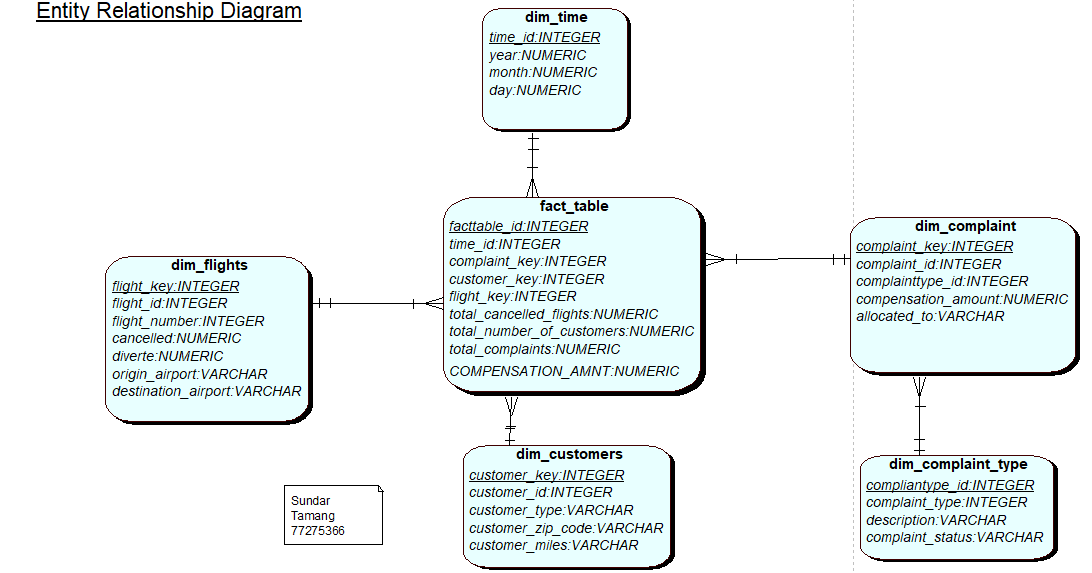 Entity Relationship Diagram
dim_time
time_id:INTEGER
year:NUMERIC
month:NUMERIC
day:NUMERIC
fact_table
facttable_id:INTEGER
time_id:INTEGER
complaint_key:INTEGER
customer_key:INTEGER
flight_key:INTEGER
total_cancelled_flights:NUMERIC
total_number_of_customers:NUMERIC
total_complaints:NUMERIC
COMPENSATION_AMNT:NUMERIC
dim_complaint
complaint_key:INTEGER
complaint_id:INTEGER
complainttype_id:INTEGER
compensation_amount:NUMERIC
allocated_to:VARCHAR
dim_flights
flight_key:INTEGER
flight_id:INTEGER
flight_number:INTEGER
cancelled:NUMERIC
diverte:NUMERIC
origin_airport:VARCHAR
destination_airport:VARCHAR
dim_customers
customer_key:INTEGER
customer_id:INTEGER
customer_type:VARCHAR
customer_zip_code:VARCHAR
customer_miles:VARCHAR
dim_complaint_type
compliantype_id:INTEGER
complaint_type:INTEGER
description:VARCHAR
complaint_status:VARCHAR
Sundar
Tamang
77275366